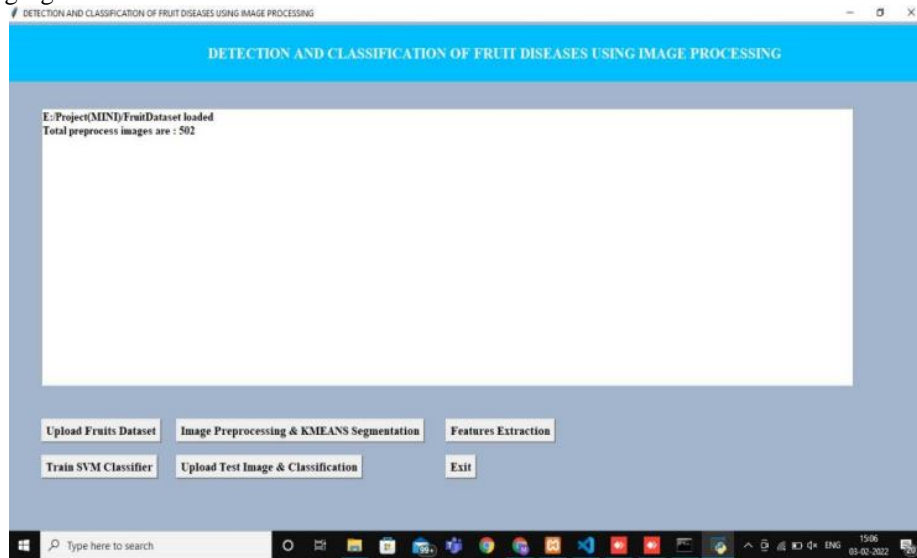 DETECTION AND CLASSIFICATION OF FRUIT DISEASES USING IMAGE PROCESSING
DETECTION AND CLASSIFICATION OF FRUIT DISEASES USING IMAGE PROCESSING
E:/Project(MINI)/FruitDataset loaded
Total preprocess images are : 502
Upload Fruits Dataset
Image Preprocessing & KMEANS Segmentation
Features Extraction
Train SVM Classifier
Upload Test Image & Classification
Exit
Type here to search
99+
ENG
15:06
03-02-2022